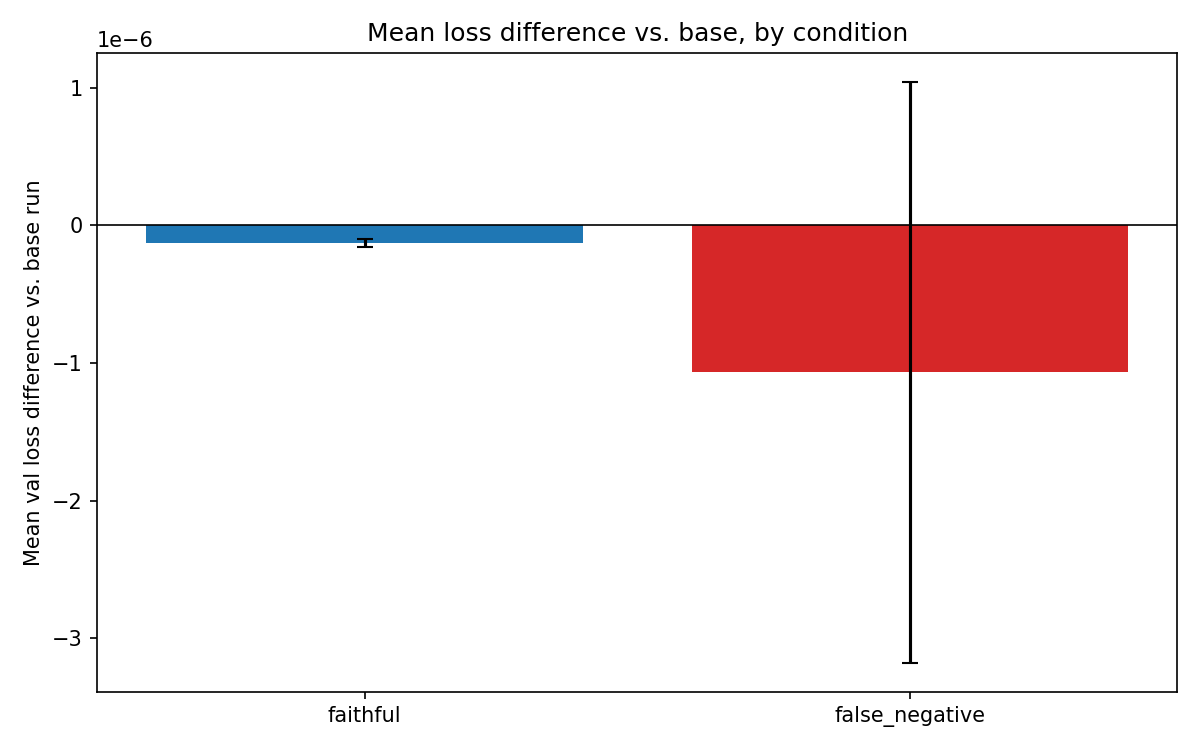 Mean loss difference vs. base, by condition
1e−6
Mean val loss difference vs. base run
1
0
−1
−2
−3
faithful
false_negative